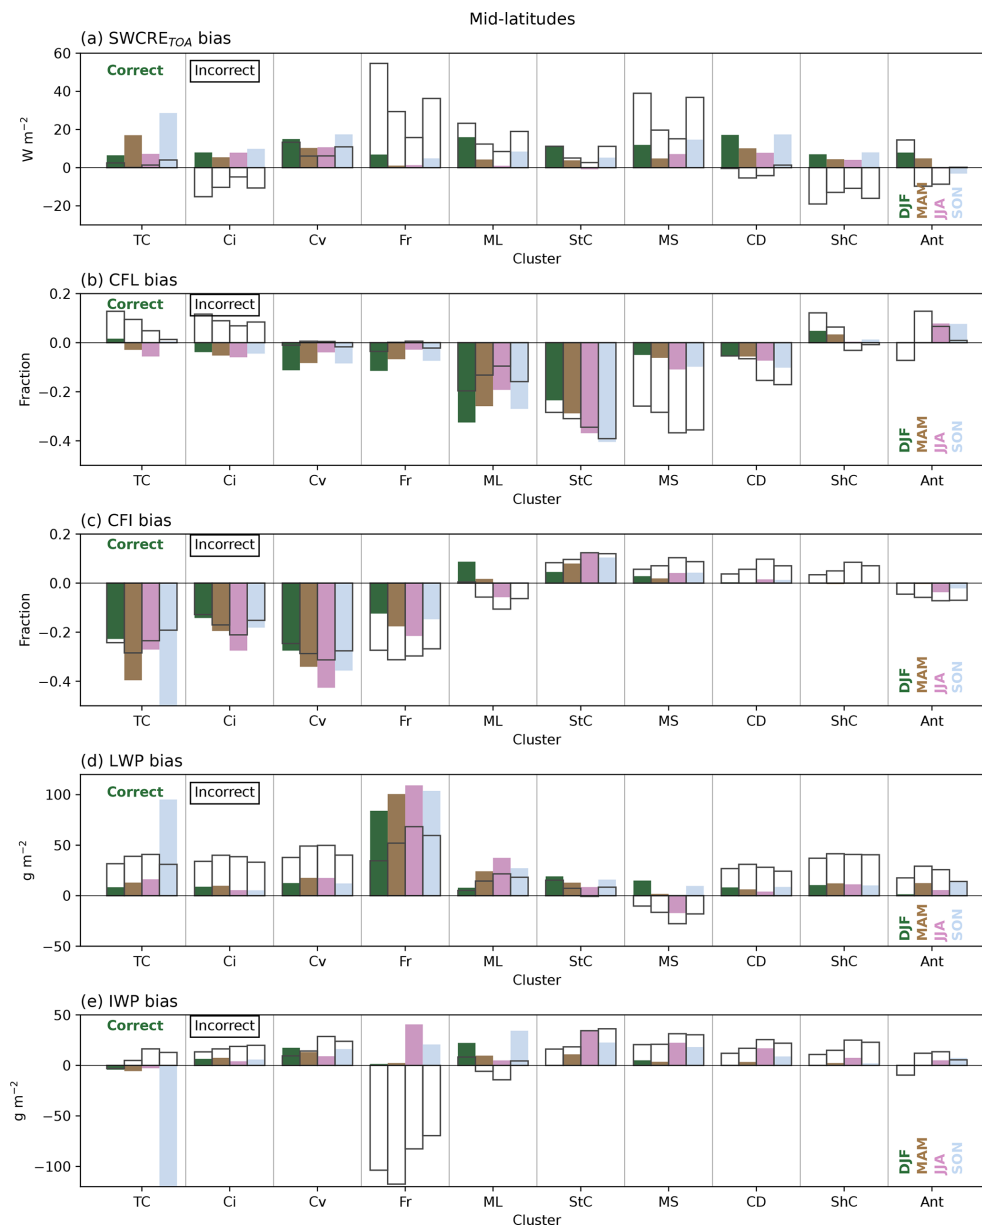 Mid-latitudes
(a) SWCRE_TOA bias
Correct Incorrect
60
40
20
0
−20
W m⁻²
DJF MAM JJA SON
TC Ci Cv Fr ML StC MS CD ShC Ant
Cluster
(b) CFL bias
Correct Incorrect
0.2
0.0
−0.2
−0.4
Fraction
DJF MAM JJA SON
TC Ci Cv Fr ML StC MS CD ShC Ant
Cluster
(c) CFI bias
Correct Incorrect
0.2
0.0
−0.2
−0.4
Fraction
DJF MAM JJA SON
TC Ci Cv Fr ML StC MS CD ShC Ant
Cluster
(d) LWP bias
Correct Incorrect
100
50
0
−50
g m⁻²
DJF MAM JJA SON
TC Ci Cv Fr ML StC MS CD ShC Ant
Cluster
(e) IWP bias
Correct Incorrect
50
0
−50
−100
g m⁻²
DJF MAM JJA SON
TC Ci Cv Fr ML StC MS CD ShC Ant
Cluster